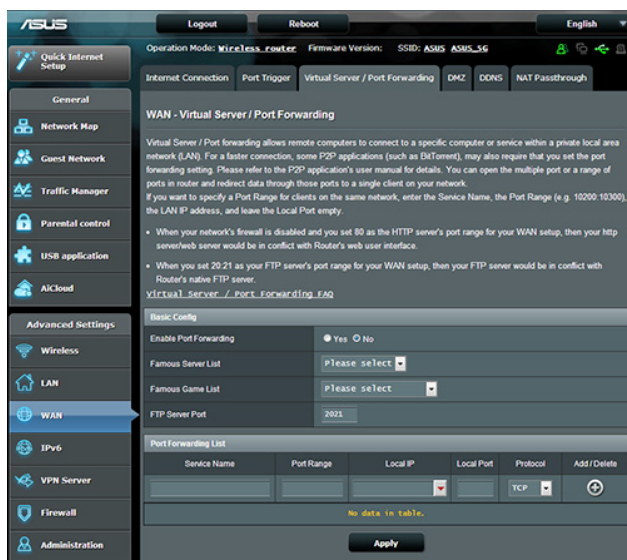 ASUS
Logout
Reboot
English
Quick Internet
Setup
Operation Mode: Wireless router Firmware Version: SSID: ASUS ASUS_5G
Internet Connection
Port Trigger
Virtual Server / Port Forwarding
DMZ
DDNS
NAT Passthrough
General
Network Map
Guest Network
Traffic Manager
Parental control
USB application
AiCloud
Advanced Settings
Wireless
LAN
WAN
IPv6
VPN Server
Firewall
Administration
WAN - Virtual Server / Port Forwarding
Virtual Server / Port forwarding allows remote computers to connect to a specific computer or service within a private local area
network (LAN). For a faster connection, some P2P applications (such as BitTorrent), may also require that you set the port
forwarding setting. Please refer to the P2P application's user manual for details. You can open the multiple port or a range of
ports in router and redirect data through those ports to a single client on your network.
If you want to specify a Port Range for clients on the same network, enter the Service Name, the Port Range (e.g. 10200:10300),
the LAN IP address, and leave the Local Port empty.
• When your network's firewall is disabled and you set 80 as the HTTP server's port range for your WAN setup, then your http
server/web server would be in conflict with Router's web user interface.
• When you set 20:21 as your FTP server's port range for your WAN setup, then your FTP server would be in conflict with
Router's native FTP server.
Virtual Server / Port Forwarding FAQ
Basic Config
Enable Port Forwarding
Yes No
Famous Server List
Please select
Famous Game List
Please select
FTP Server Port
2021
Port Forwarding List
Service Name
Port Range
Local IP
Local Port
Protocol
Add / Delete
TCP
No data in table.
Apply